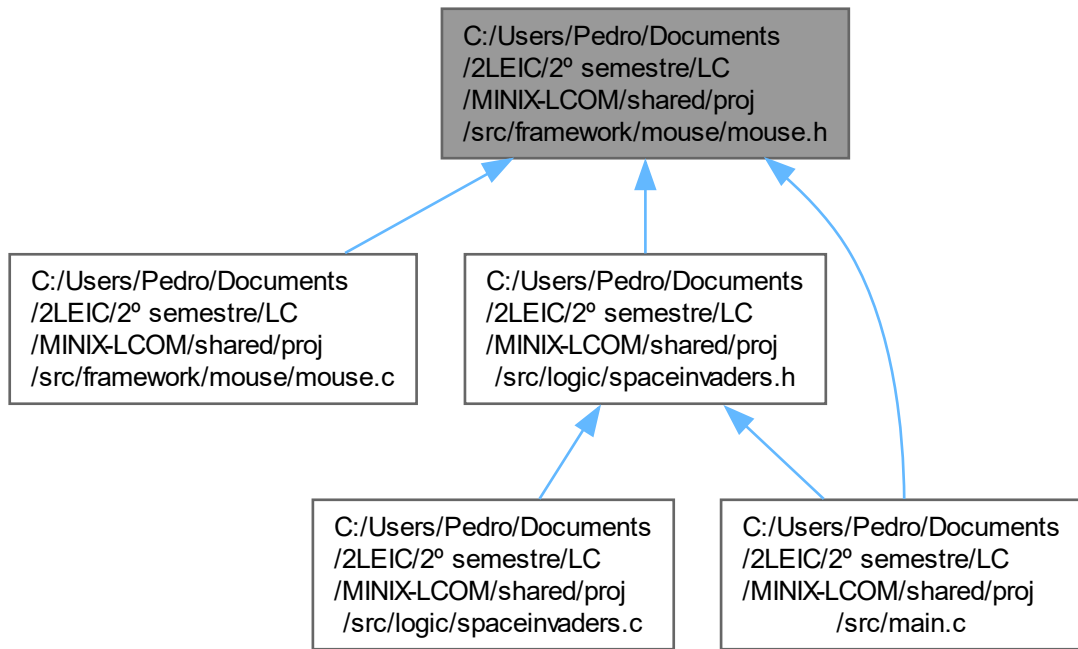 C:/Users/Pedro/Documents
/2LEIC/2º semestre/LC
/MINIX-LCOM/shared/proj
/src/framework/mouse/mouse.h
C:/Users/Pedro/Documents
/2LEIC/2º semestre/LC
/MINIX-LCOM/shared/proj
/src/framework/mouse/mouse.c
C:/Users/Pedro/Documents
/2LEIC/2º semestre/LC
/MINIX-LCOM/shared/proj
/src/logic/spaceinvaders.h
C:/Users/Pedro/Documents
/2LEIC/2º semestre/LC
/MINIX-LCOM/shared/proj
/src/logic/spaceinvaders.c
C:/Users/Pedro/Documents
/2LEIC/2º semestre/LC
/MINIX-LCOM/shared/proj
/src/main.c